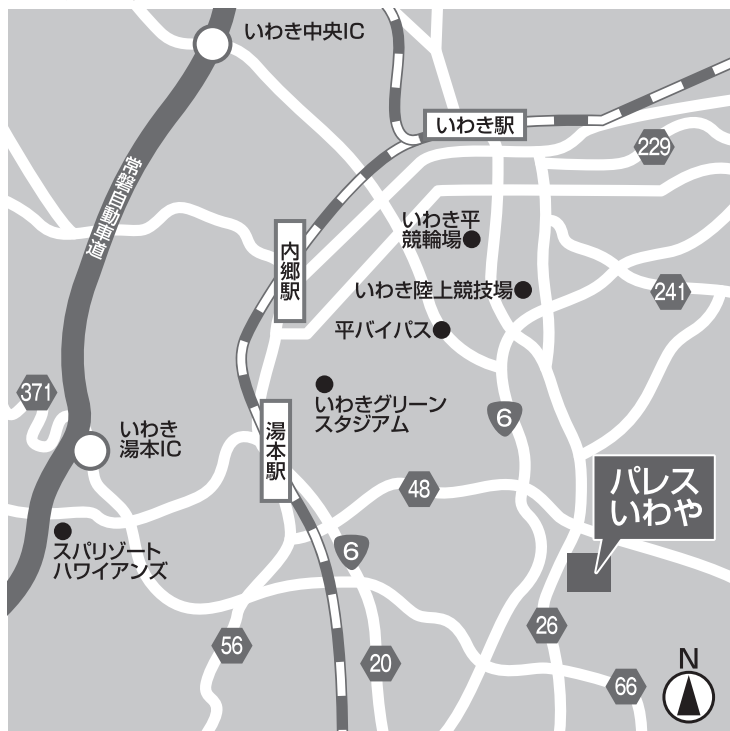 いわき中央IC
いわき駅
229
常磐自動車道
いわき平
競輪場
内郷駅
いわき陸上競技場
241
平バイパス
371
いわきグリーン
スタジアム
6
いわき
湯本IC
湯本駅
48
パレス
いわや
スパリゾート
ハワイアンズ
6
56
20
26
66
N